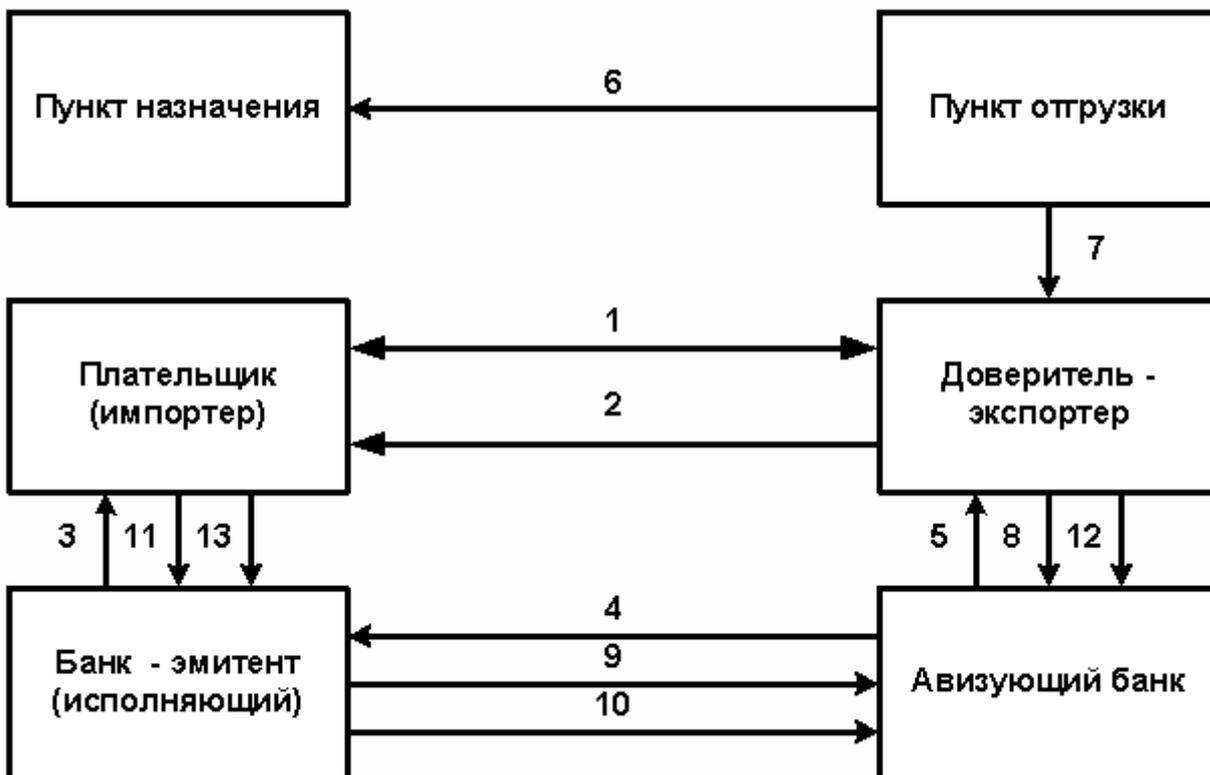 6
Пункт назначения
Пункт отгрузки
7
1
Плательщик
(импортер)
Доверитель -
экспортер
2
3
11
13
5
8
12
4
Банк - эмитент
(исполняющий)
9
Авизующий банк
10